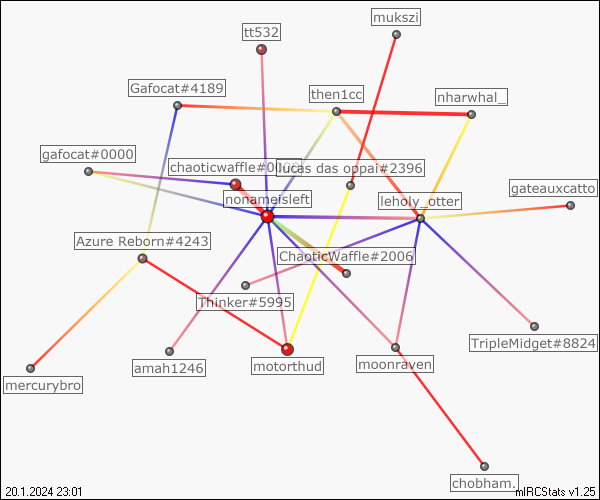 mukszi
tt532
Gafocat#4189
then1cc
nharwhal_
gafocat#0000
chaoticwaffle#0
lucas das oppai#2396
nonameisleft
leholy_otter
gateauxcatto
Azure Reborn#4243
ChaoticWaffle#2006
Thinker#5995
TripleMidget#8824
mercurybro
amah1246
motorthud
moonraven
chobham.
20.1.2024 23:01
mIRCStats v1.25